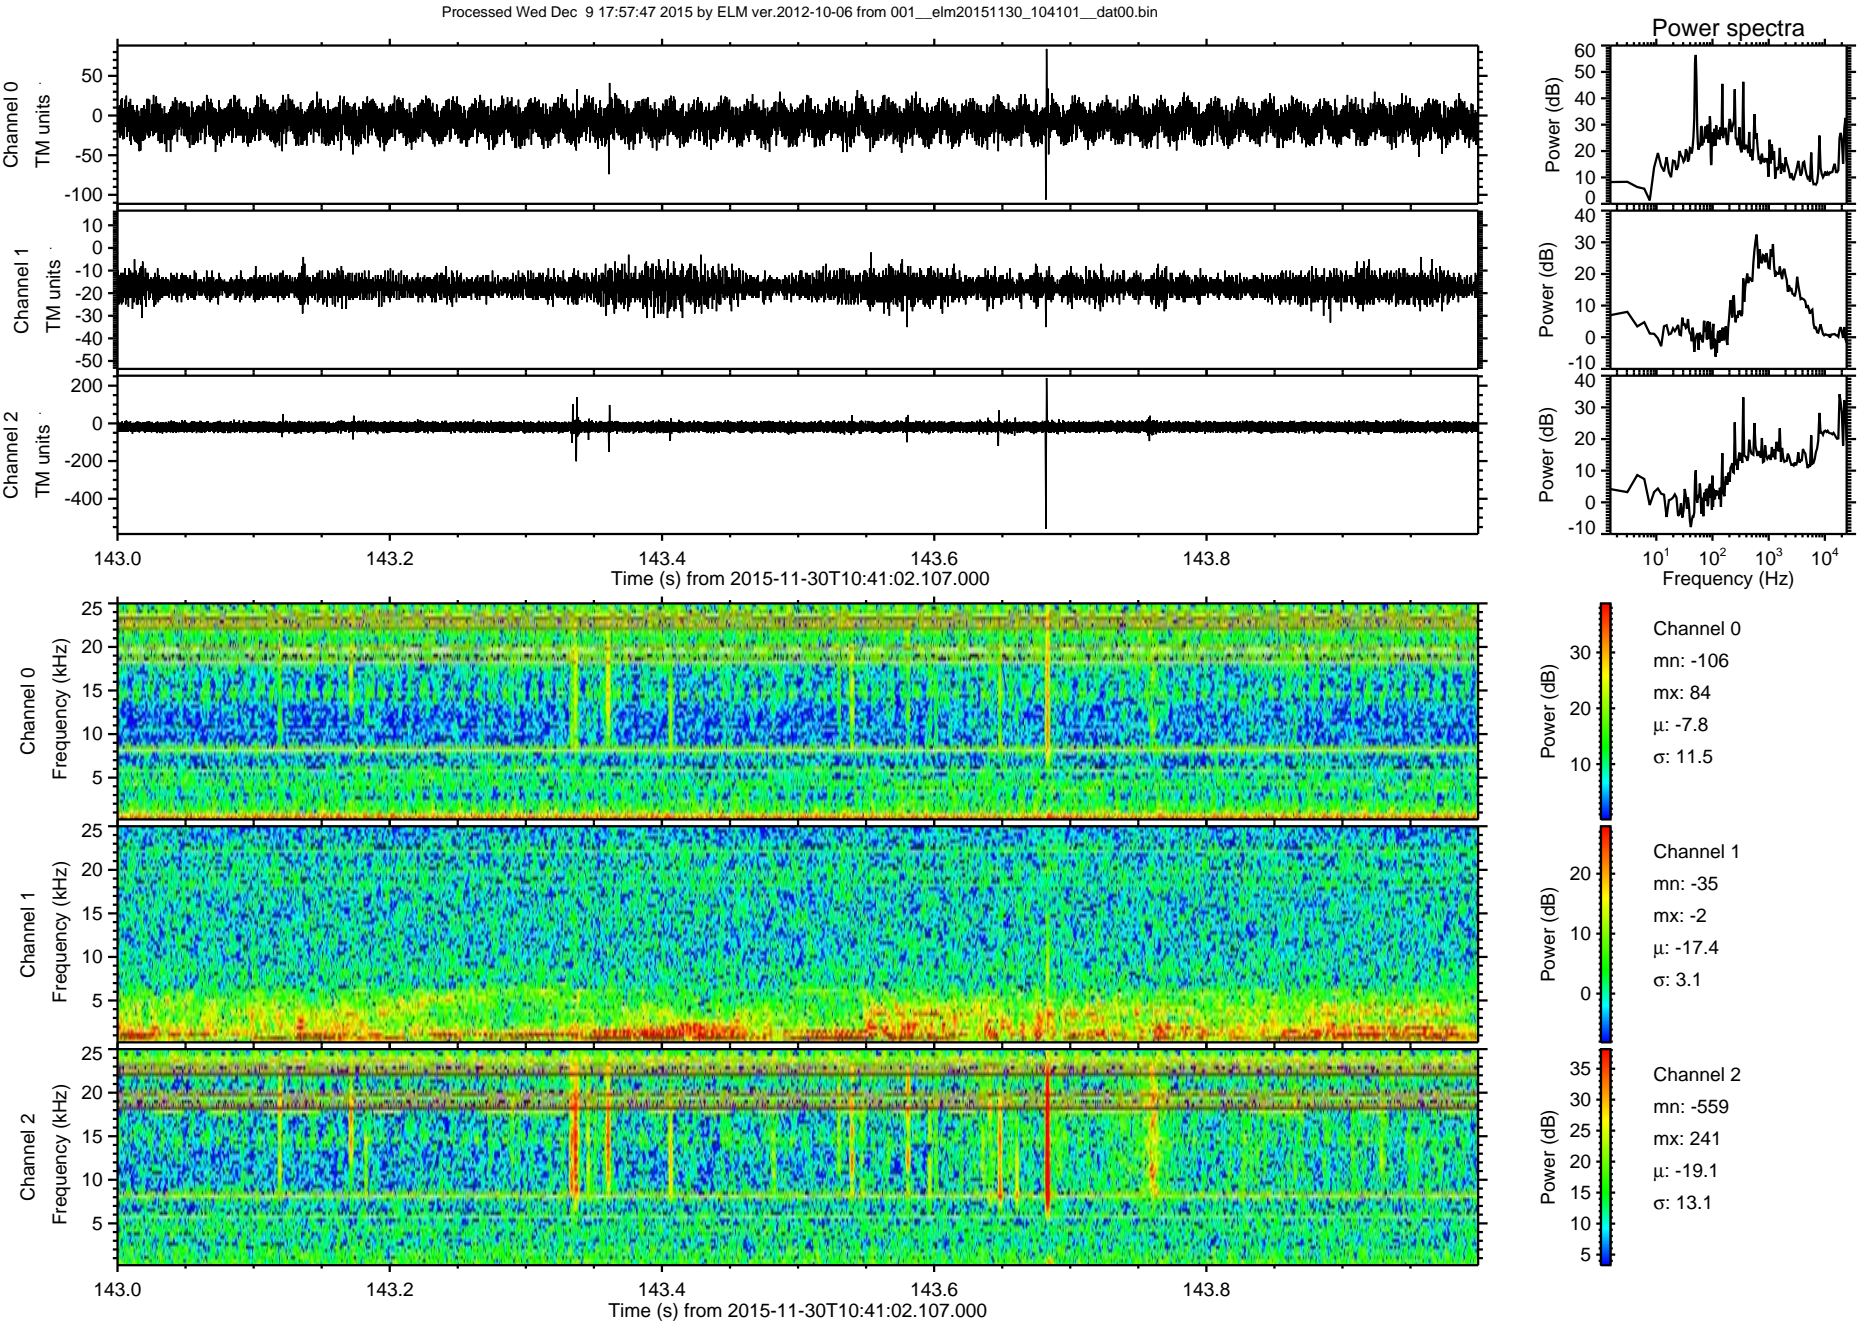 Processed Wed Dec  9 17:57:47 2015 by ELM ver.2012-10-06 from 001__elm20151130_104101__dat00.bin
Power spectra
Channel 0
TM units
50
0
-50
-100
Power (dB)
60
50
40
30
20
10
0
Channel 1
TM units
10
0
-10
-20
-30
-40
-50
Power (dB)
40
30
20
10
0
-10
Channel 2
TM units
200
0
-200
-400
Power (dB)
40
30
20
10
0
-10
143.0 143.2 143.4 143.6 143.8
Time (s) from 2015-11-30T10:41:02.107.000
10¹ 10² 10³ 10⁴
Frequency (Hz)
Channel 0
Frequency (kHz)
25
20
15
10
5
Power (dB)
30
20
10
Channel 0
mn: -106
mx: 84
μ: -7.8
σ: 11.5
Channel 1
Frequency (kHz)
25
20
15
10
5
Power (dB)
20
10
0
Channel 1
mn: -35
mx: -2
μ: -17.4
σ: 3.1
Channel 2
Frequency (kHz)
25
20
15
10
5
Power (dB)
35
30
25
20
15
10
5
Channel 2
mn: -559
mx: 241
μ: -19.1
σ: 13.1
143.0 143.2 143.4 143.6 143.8
Time (s) from 2015-11-30T10:41:02.107.000